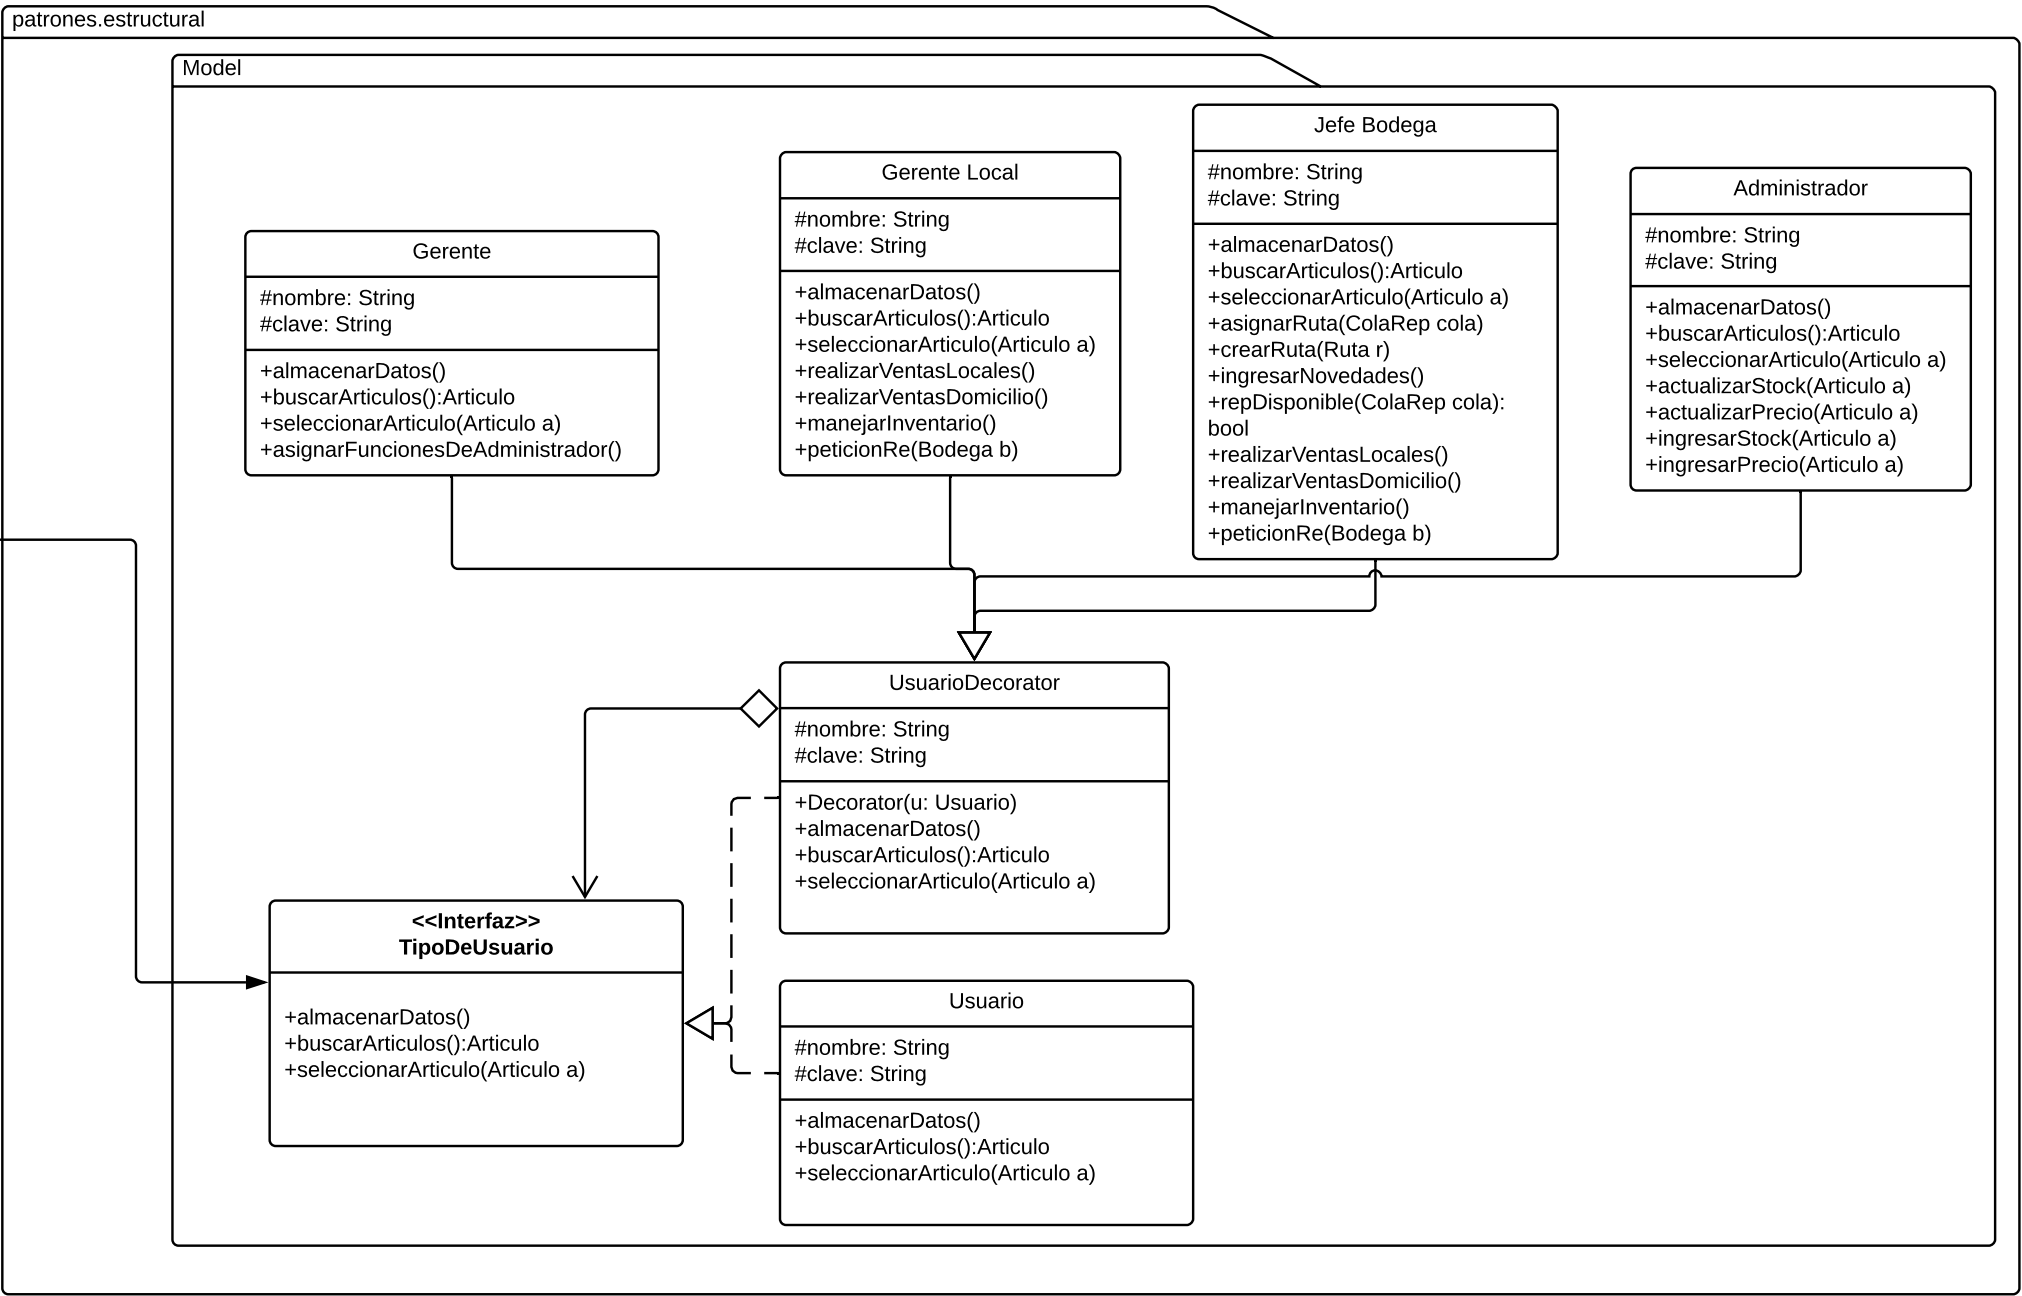 patrones.estructural
Model
Gerente
#nombre: String
#clave: String
+almacenarDatos()
+buscarArticulos():Articulo
+seleccionarArticulo(Articulo a)
+asignarFuncionesDeAdministrador()
Gerente Local
#nombre: String
#clave: String
+almacenarDatos()
+buscarArticulos():Articulo
+seleccionarArticulo(Articulo a)
+realizarVentasLocales()
+realizarVentasDomicilio()
+manejarInventario()
+peticionRe(Bodega b)
Jefe Bodega
#nombre: String
#clave: String
+almacenarDatos()
+buscarArticulos():Articulo
+seleccionarArticulo(Articulo a)
+asignarRuta(ColaRep cola)
+crearRuta(Ruta r)
+ingresarNovedades()
+repDisponible(ColaRep cola):
bool
+realizarVentasLocales()
+realizarVentasDomicilio()
+manejarInventario()
+peticionRe(Bodega b)
Administrador
#nombre: String
#clave: String
+almacenarDatos()
+buscarArticulos():Articulo
+seleccionarArticulo(Articulo a)
+actualizarStock(Articulo a)
+actualizarPrecio(Articulo a)
+ingresarStock(Articulo a)
+ingresarPrecio(Articulo a)
UsuarioDecorator
#nombre: String
#clave: String
+Decorator(u: Usuario)
+almacenarDatos()
+buscarArticulos():Articulo
+seleccionarArticulo(Articulo a)
<<Interfaz>>
TipoDeUsuario
+almacenarDatos()
+buscarArticulos():Articulo
+seleccionarArticulo(Articulo a)
Usuario
#nombre: String
#clave: String
+almacenarDatos()
+buscarArticulos():Articulo
+seleccionarArticulo(Articulo a)